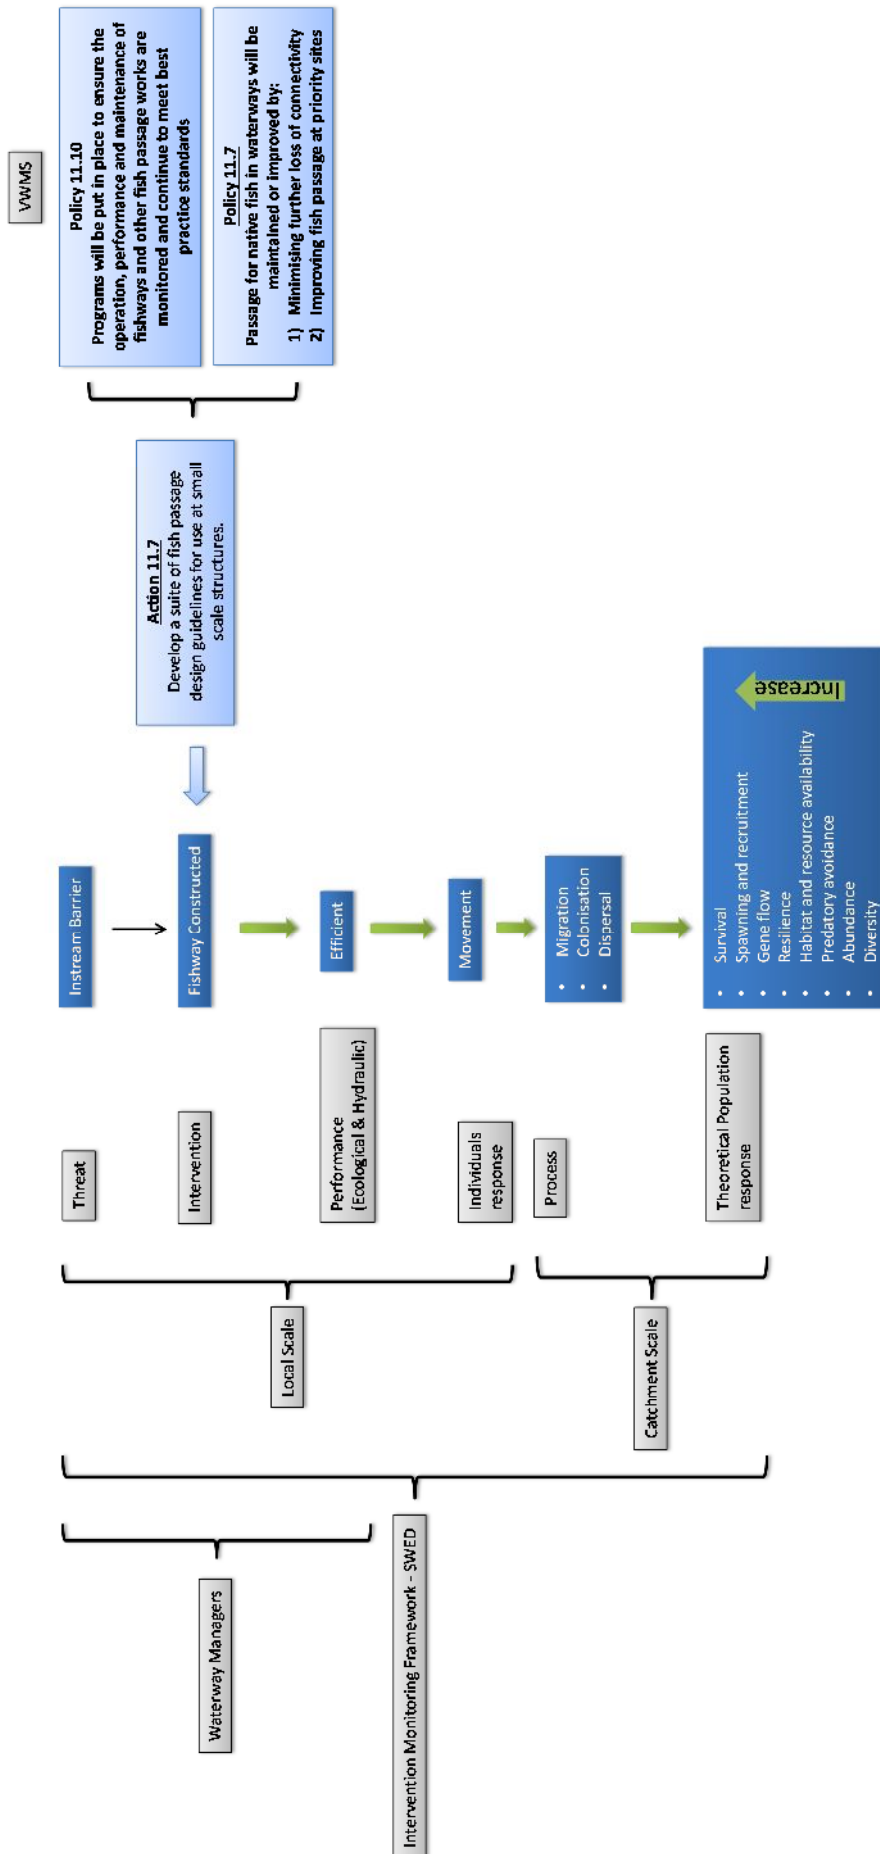 VWMS
Policy 11.10
Programs will be put in place to ensure the
operation, performance and maintenance of
fishways and other fish passage works are
monitored and continue to meet best
practice standards
Policy 11.7
Passage for native fish in waterways will be
maintained or improved by:
1) Minimising further loss of connectivity
2) Improving fish passage at priority sites
Action 11.7
Develop a suite of fish passage
design guidelines for use at small
scale structures.
Instream Barrier
Fishway Constructed
Efficient
Movement
• Migration
• Colonisation
• Dispersal
• Survival
• Spawning and recruitment
• Gene flow
• Resilience
• Habitat and resource availability
• Predatory avoidance
• Abundance
• Diversity
Increase
Threat
Intervention
Performance
(Ecological & Hydraulic)
Individuals
response
Process
Theoretical Population
response
Local Scale
Catchment Scale
Waterway Managers
Intervention Monitoring Framework - SWED